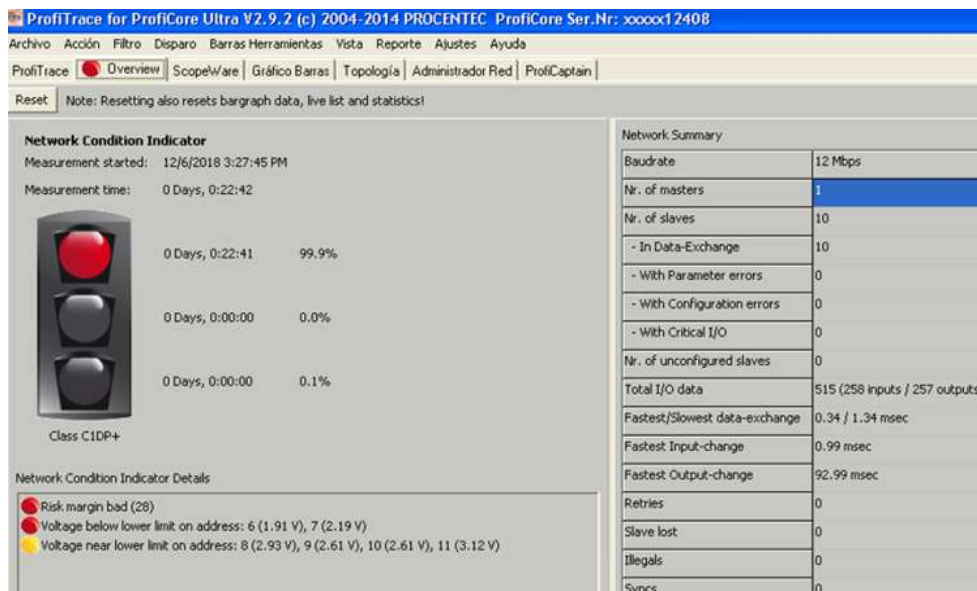 ProfiTrace for ProfiCore Ultra V2.9.2 (c) 2004-2014 PROCENTEC ProfiCore Ser.Nr: xxxxx12408
Archivo Acción Filtro Disparo Barras Herramientas Vista Reporte Ajustes Ayuda
ProfiTrace Overview ScopeWare Gráfico Barras Topología Administrador Red ProfiCaptain
Reset Note: Resetting also resets bargraph data, live list and statistics!
Network Condition Indicator
Measurement started: 12/6/2018 3:27:45 PM
Measurement time: 0 Days, 0:22:42
0 Days, 0:22:41 99.9%
0 Days, 0:00:00 0.0%
0 Days, 0:00:00 0.1%
Class C1DP+
Network Condition Indicator Details
Risk margin bad (28)
Voltage below lower limit on address: 6 (1.91 V), 7 (2.19 V)
Voltage near lower limit on address: 8 (2.93 V), 9 (2.61 V), 10 (2.61 V), 11 (3.12 V)
Network Summary
Baudrate 12 Mbps
Nr. of masters 1
Nr. of slaves 10
- In Data-Exchange 10
- With Parameter errors 0
- With Configuration errors 0
- With Critical I/O 0
Nr. of unconfigured slaves 0
Total I/O data 515 (258 inputs / 257 outputs
Fastest/Slowest data-exchange 0.34 / 1.34 msec
Fastest Input-change 0.99 msec
Fastest Output-change 92.99 msec
Retries 0
Slave lost 0
Illegals 0
Syncs 0